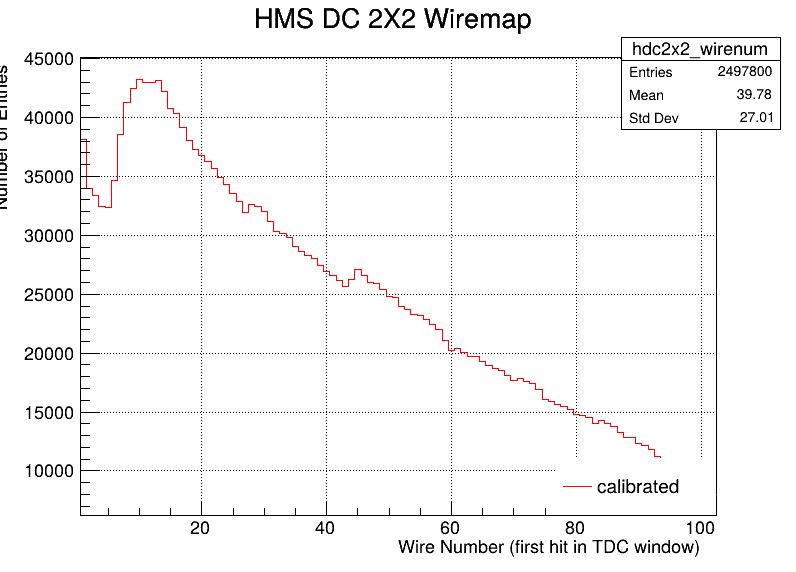 HMS DC 2X2 Wiremap
hdc2x2_wirenum
Entries 2497800
Mean 39.78
Std Dev 27.01
Number of Entries
45000
40000
35000
30000
25000
20000
15000
10000
calibrated
20 40 60 80 100
Wire Number (first hit in TDC window)